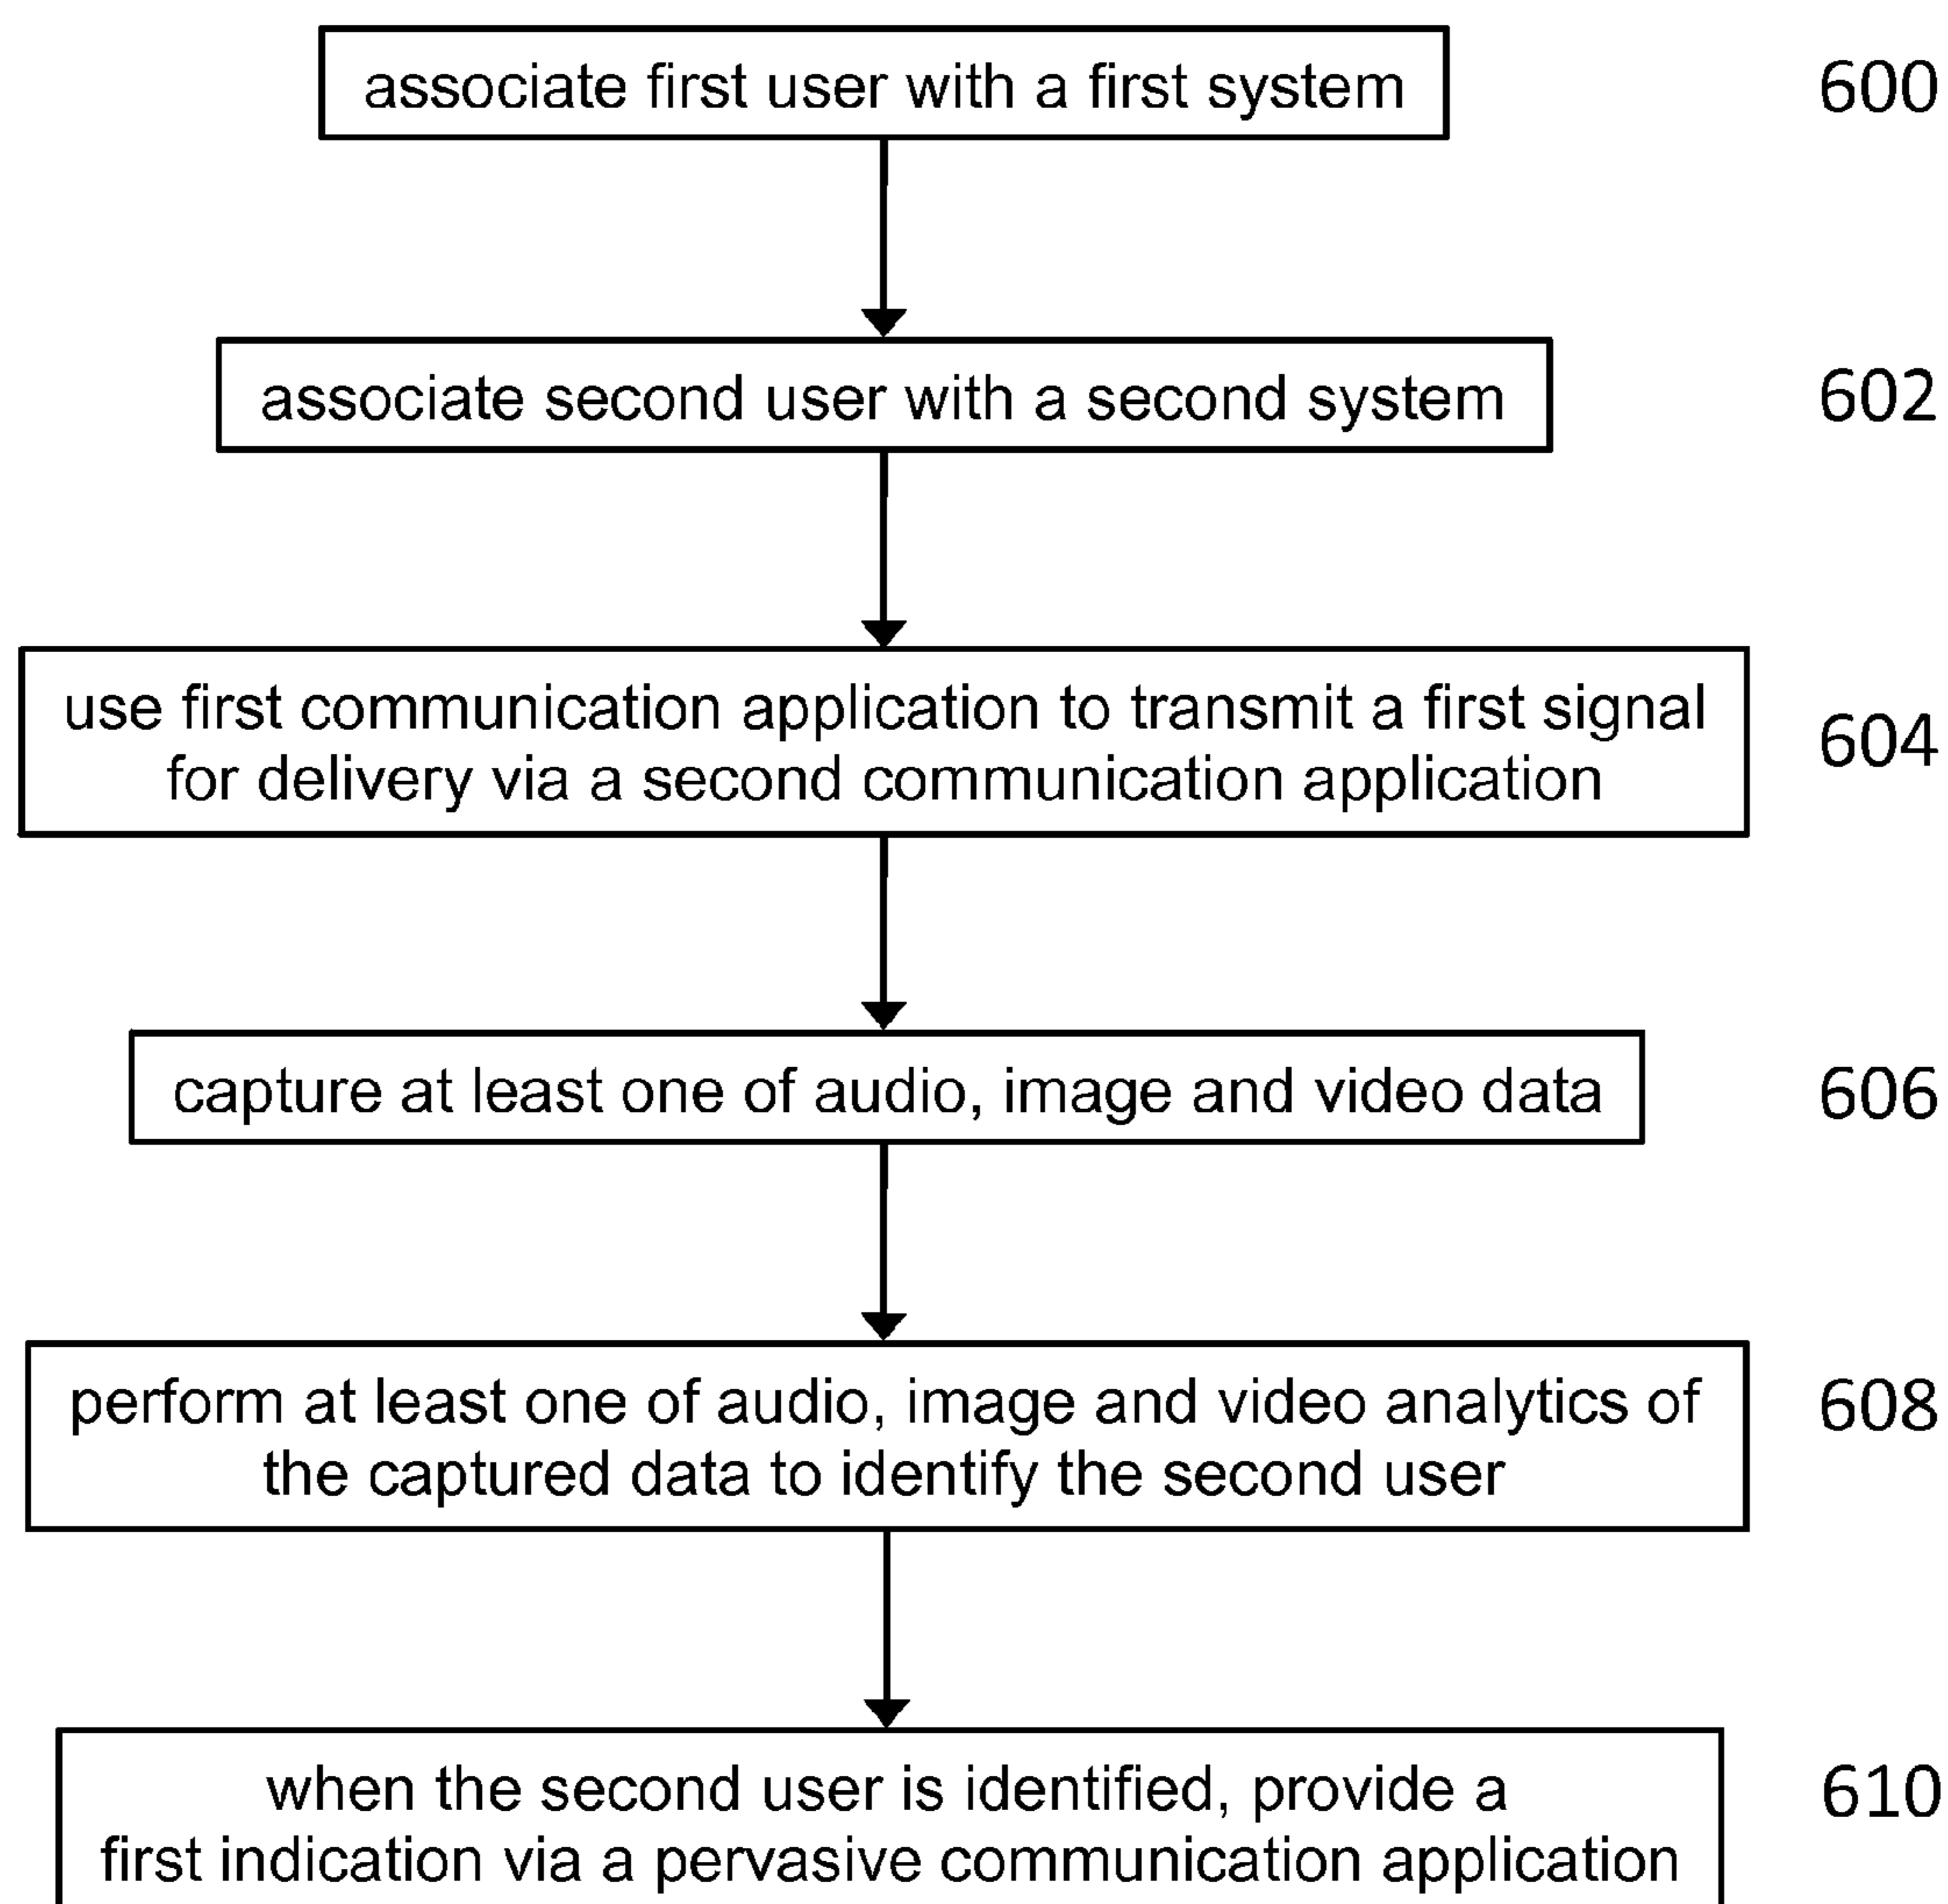 associate first user with a first system
600
associate second user with a second system
602
use first communication application to transmit a first signal
for delivery via a second communication application
604
capture at least one of audio, image and video data
606
perform at least one of audio, image and video analytics of
the captured data to identify the second user
608
when the second user is identified, provide a
first indication via a pervasive communication application
610